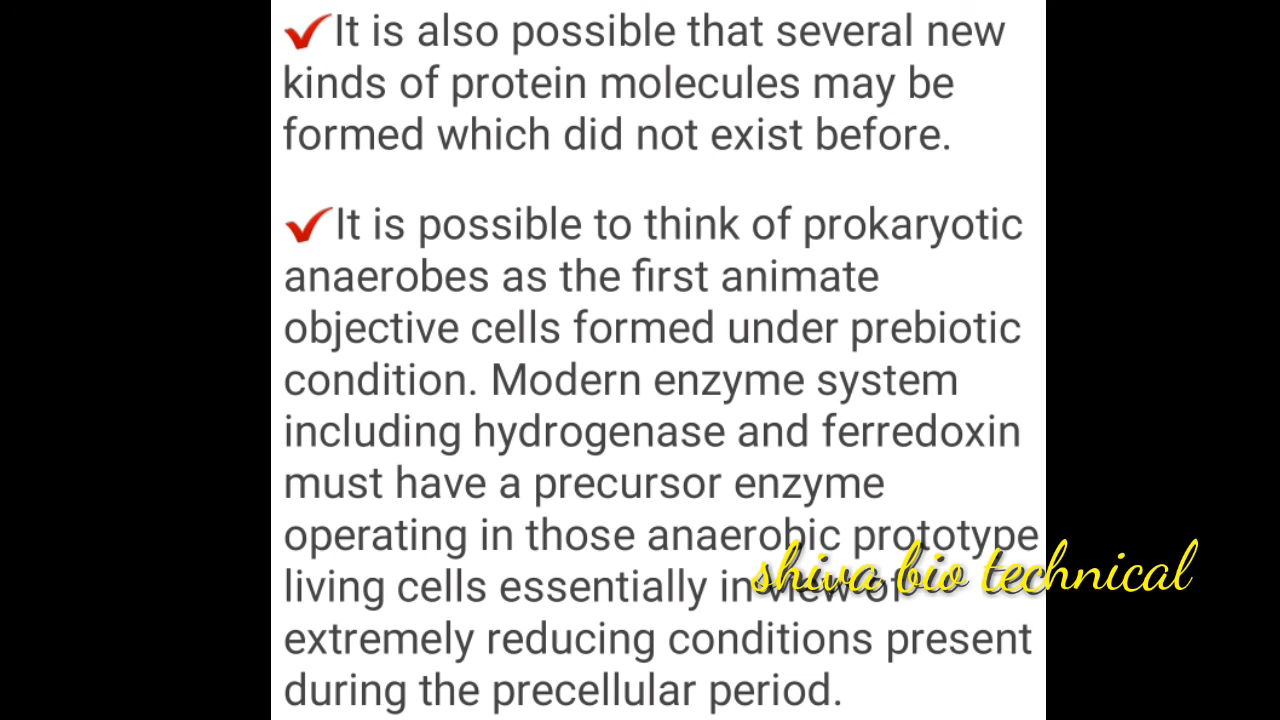 ✓It is also possible that several new
kinds of protein molecules may be
formed which did not exist before.
✓It is possible to think of prokaryotic
anaerobes as the first animate
objective cells formed under prebiotic
condition. Modern enzyme system
including hydrogenase and ferredoxin
must have a precursor enzyme
operating in those anaerobic prototype
living cells essentially in view of
extremely reducing conditions present
during the precellular period.
shiva bio technical